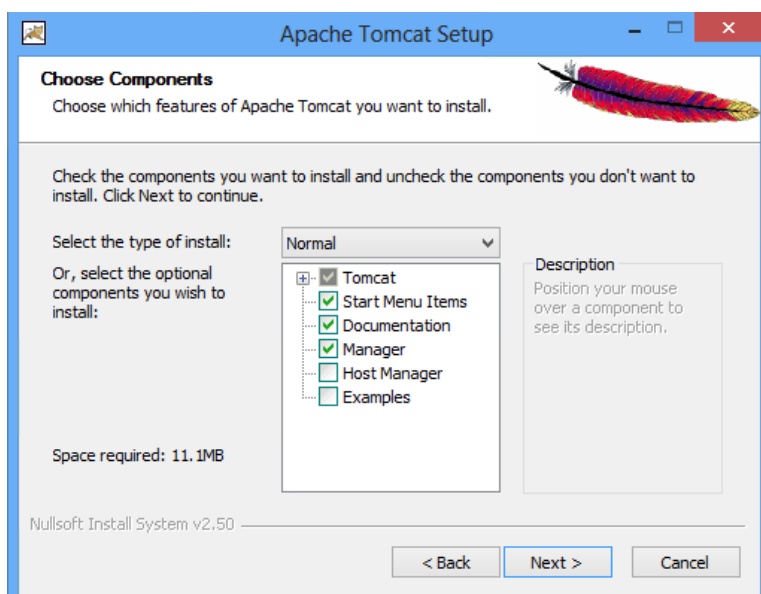 Apache Tomcat Setup
Choose Components
Choose which features of Apache Tomcat you want to install.
Check the components you want to install and uncheck the components you don't want to
install. Click Next to continue.
Select the type of install:
Normal
Or, select the optional
components you wish to
install:
Tomcat
Start Menu Items
Documentation
Manager
Host Manager
Examples
Description
Position your mouse
over a component to
see its description.
Space required: 11.1MB
Nullsoft Install System v2.50
< Back
Next >
Cancel